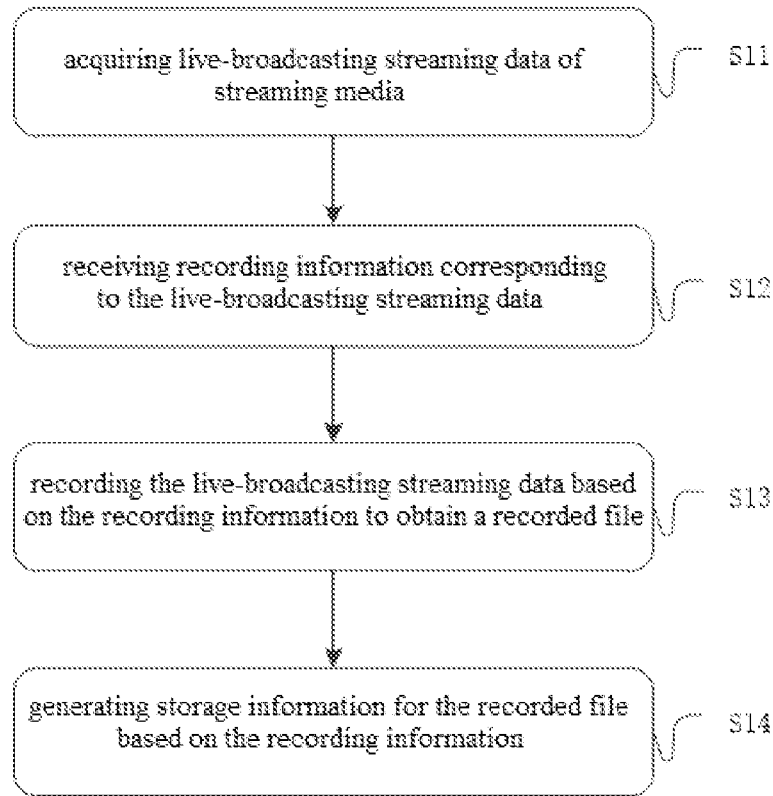 acquiring live-broadcasting streaming data of
streaming media
S11
receiving recording information corresponding
to the live-broadcasting streaming data
S12
recording the live-broadcasting streaming data based
on the recording information to obtain a recorded file
S13
generating storage information for the recorded file
based on the recording information
S14